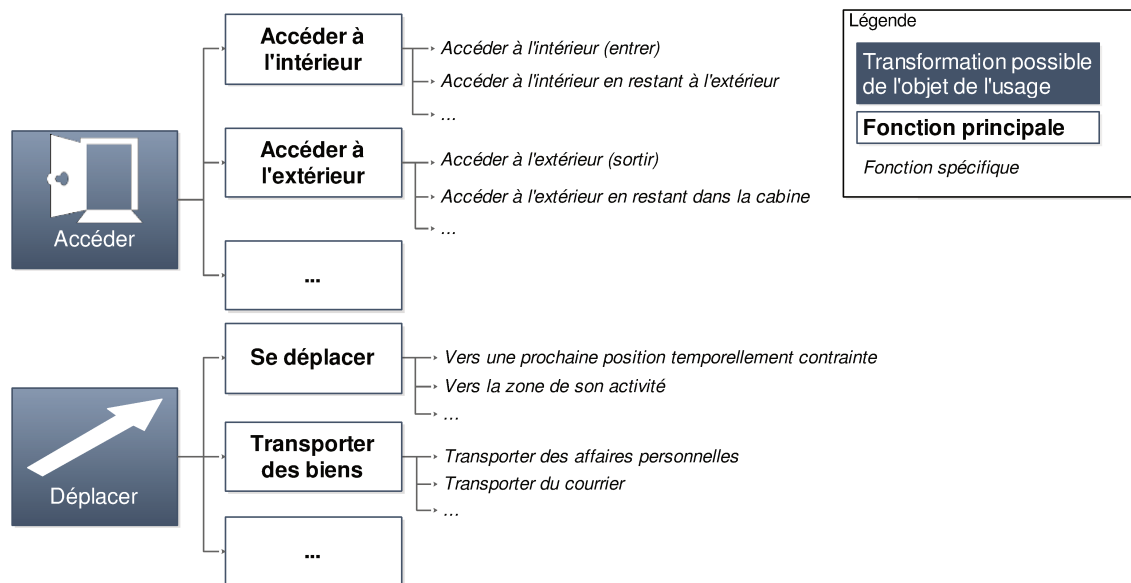 Accéder
Accéder à
l'intérieur
Accéder à l'intérieur (entrer)
Accéder à l'intérieur en restant à l'extérieur
...
Accéder à
l'extérieur
Accéder à l'extérieur (sortir)
Accéder à l'extérieur en restant dans la cabine
...
...
Déplacer
Se déplacer
Vers une prochaine position temporellement contrainte
Vers la zone de son activité
...
Transporter
des biens
Transporter des affaires personnelles
Transporter du courrier
...
...
Légende
Transformation possible
de l'objet de l'usage
Fonction principale
Fonction spécifique